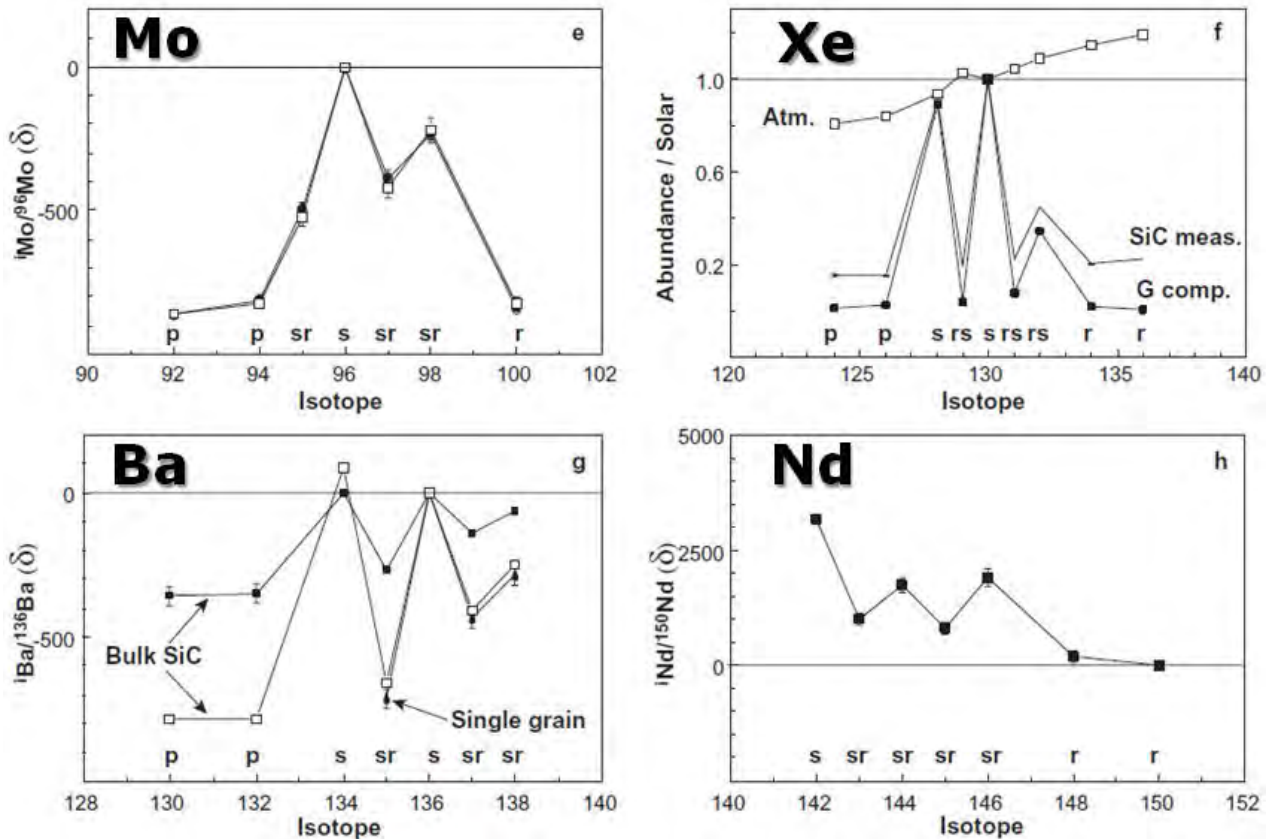 Mo
e
0
-500
ⁱMo/⁹⁶Mo (δ)
p p sr s sr sr r
90 92 94 96 98 100 102
Isotope
Xe
f
1.0
0.6
0.2
Abundance / Solar
Atm.
SiC meas.
G comp.
p p s rs s rs rs r r
120 125 130 135 140
Isotope
Ba
g
0
-500
ⁱBa/¹³⁶Ba (δ)
Bulk SiC
Single grain
p p s sr s sr sr
128 130 132 134 136 138 140
Isotope
Nd
h
5000
2500
0
ⁱNd/¹⁵⁰Nd (δ)
s sr sr sr sr r r
140 142 144 146 148 150 152
Isotope